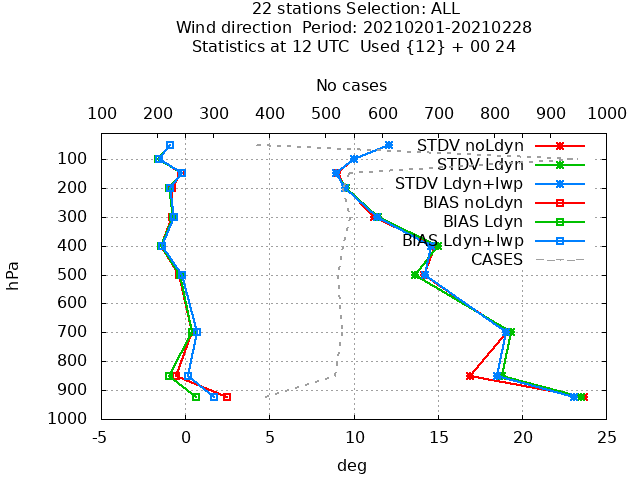 22 stations Selection: ALL
Wind direction  Period: 20210201-20210228
Statistics at 12 UTC  Used {12} + 00 24
No cases
100 200 300 400 500 600 700 800 900 1000
STDV noLdyn
STDV Ldyn
STDV Ldyn+lwp
BIAS noLdyn
BIAS Ldyn
BIAS Ldyn+lwp
CASES
hPa
100
200
300
400
500
600
700
800
900
1000
-5 0 5 10 15 20 25
deg